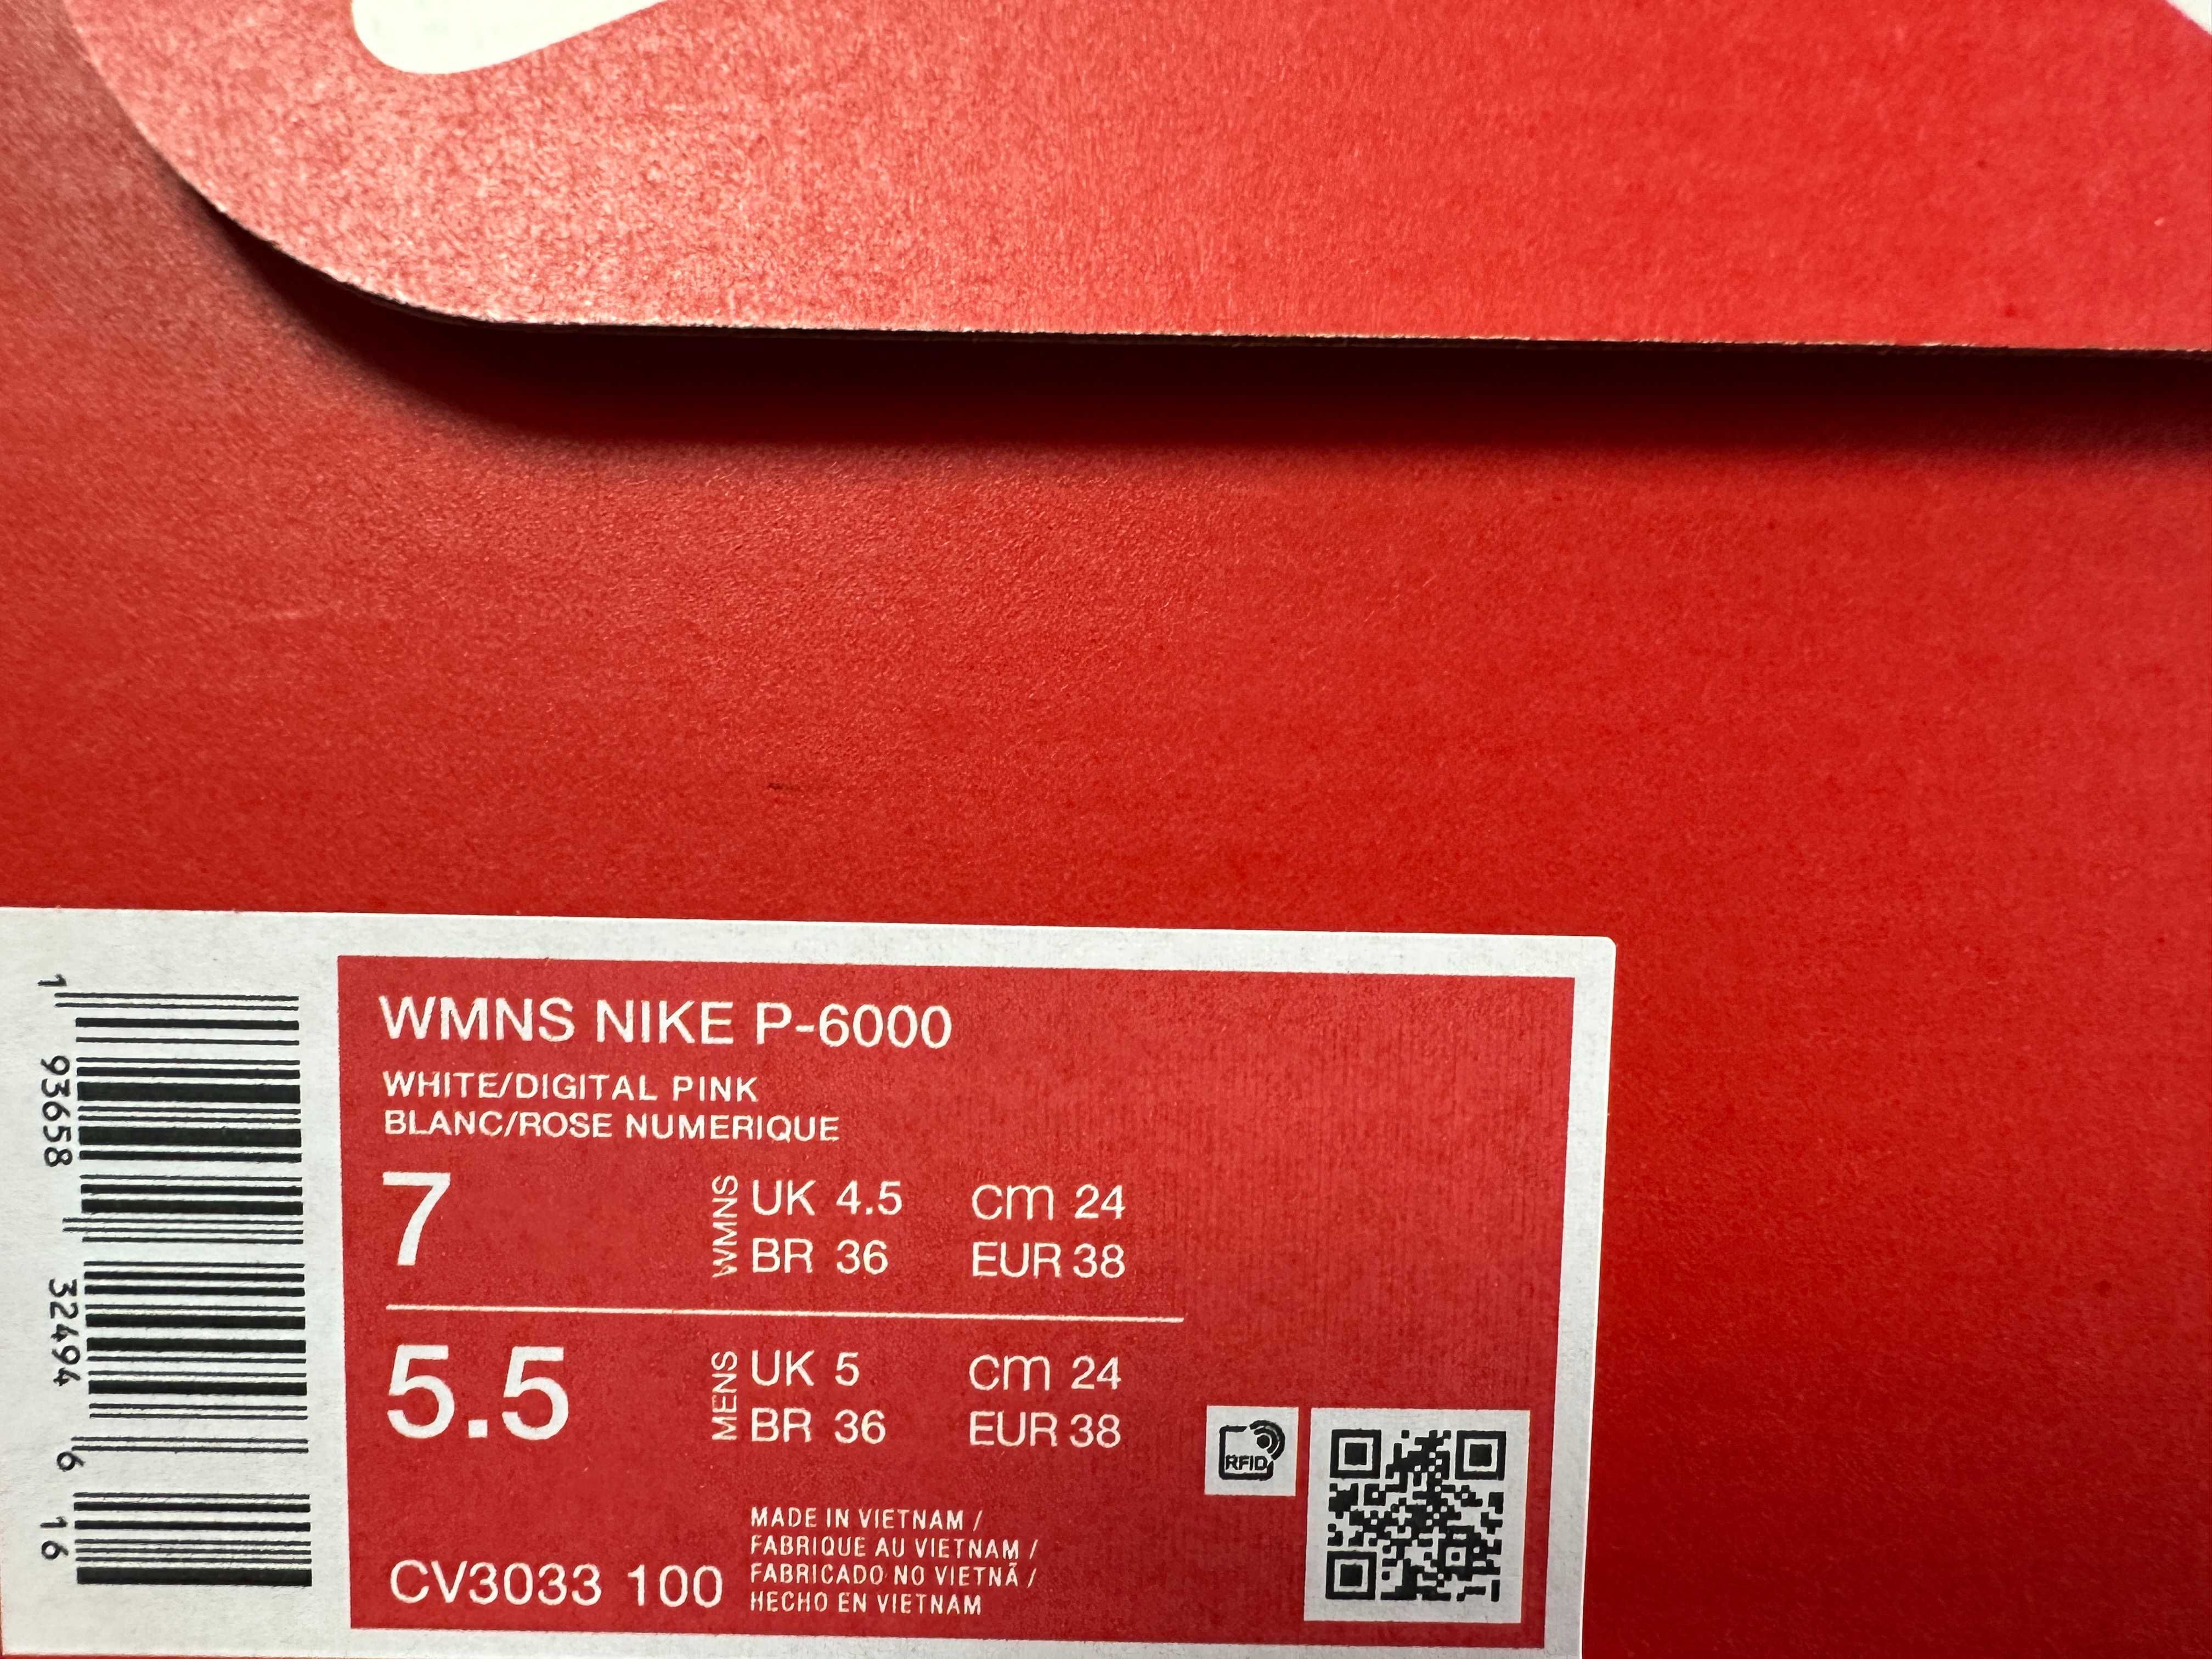 WMNS NIKE P-6000
WHITE/DIGITAL PINK
BLANC/ROSE NUMERIQUE
7 WMNS UK 4.5 cm 24
BR 36 EUR 38
5.5 MENS UK 5 cm 24
BR 36 EUR 38
CV3033 100
MADE IN VIETNAM /
FABRIQUE AU VIETNAM /
FABRICADO NO VIETNÃ /
HECHO EN VIETNAM
RFID
1 93658 32494 6 16